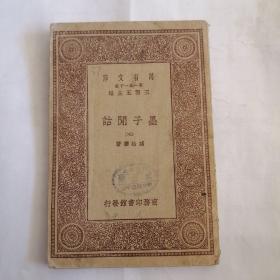 萬有文庫
第一集一千種
王雲五主編
墨子閒詁
孫詒讓著
商務印書館發行